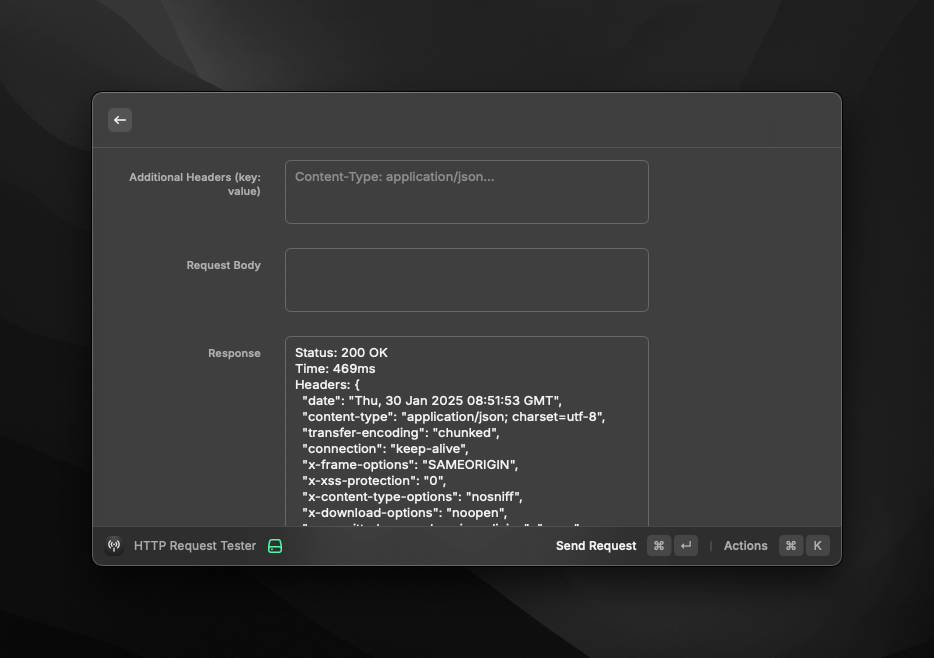 Additional Headers (key:
value)
Content-Type: application/json...
Request Body
Response
Status: 200 OK
Time: 469ms
Headers: {
"date": "Thu, 30 Jan 2025 08:51:53 GMT",
"content-type": "application/json; charset=utf-8",
"transfer-encoding": "chunked",
"connection": "keep-alive",
"x-frame-options": "SAMEORIGIN",
"x-xss-protection": "0",
"x-content-type-options": "nosniff",
"x-download-options": "noopen",
HTTP Request Tester
Send Request ⌘ ↵ | Actions ⌘ K